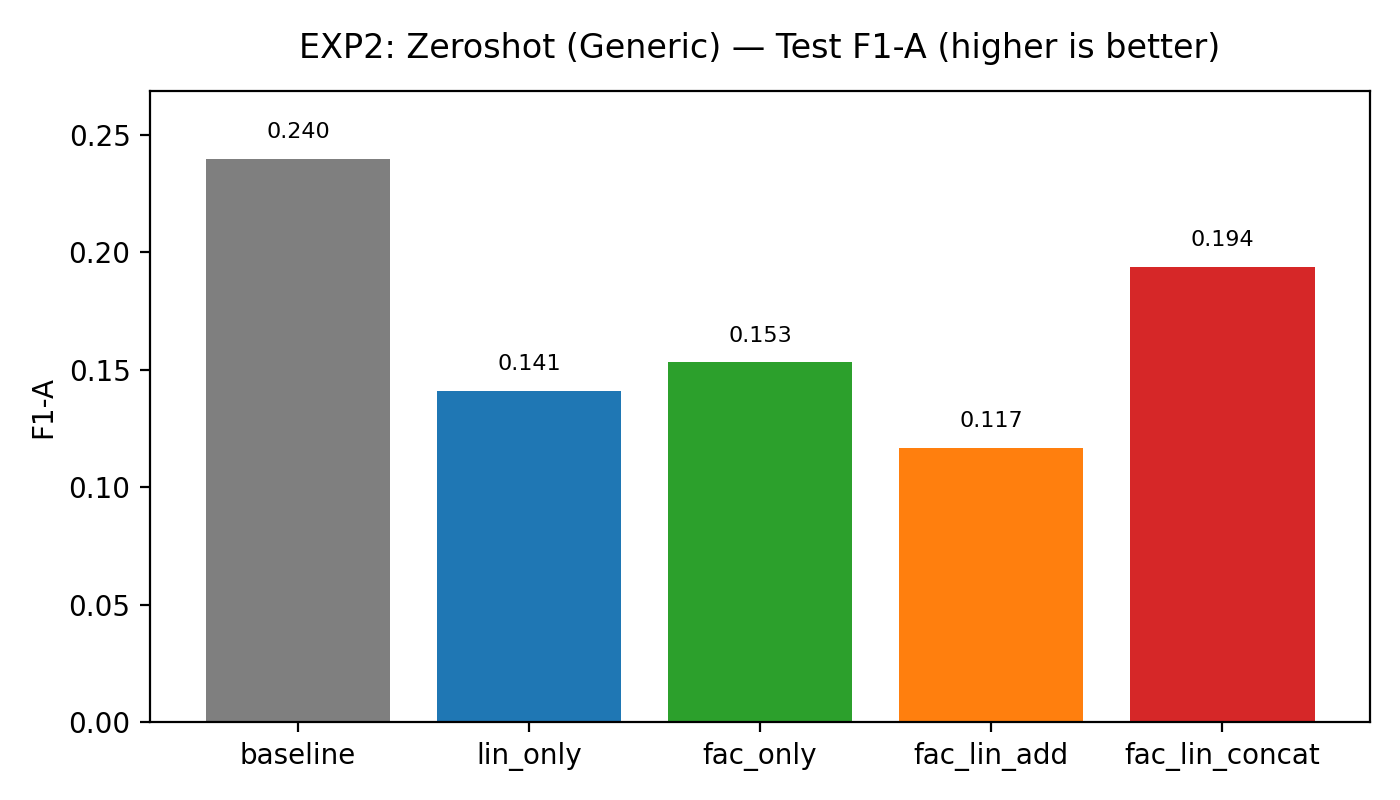 EXP2: Zeroshot (Generic) — Test F1-A (higher is better)
0.25
0.20
0.15
0.10
0.05
0.00
F1-A
0.240
0.141
0.153
0.117
0.194
baseline
lin_only
fac_only
fac_lin_add
fac_lin_concat